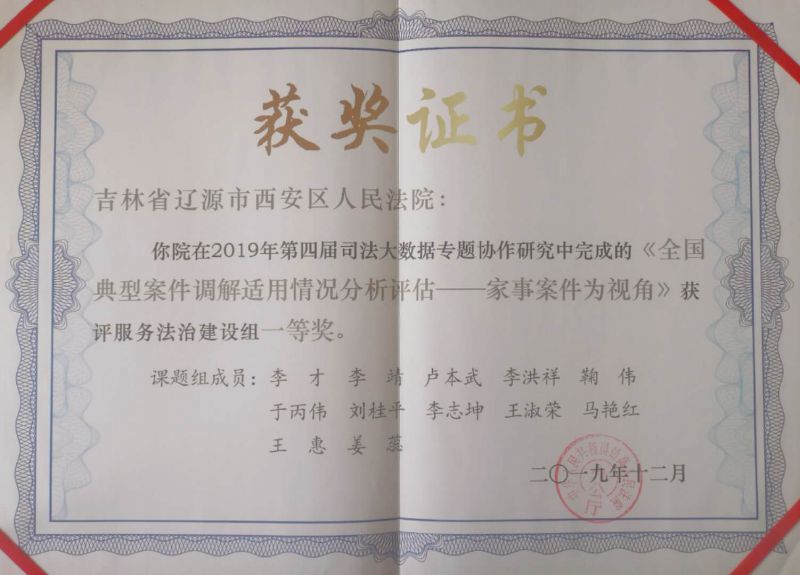 获奖证书
吉林省辽源市西安区人民法院：
你院在2019年第四届司法大数据专题协作研究中完成的《全国
典型案件调解适用情况分析评估——家事案件为视角》获
评服务法治建设组一等奖。
课题组成员：李 才 李 靖 卢本武 李洪祥 鞠 伟
于丙伟 刘桂平 李志坤 王淑荣 马艳红
王 惠 姜 蕊
二〇一九年十二月